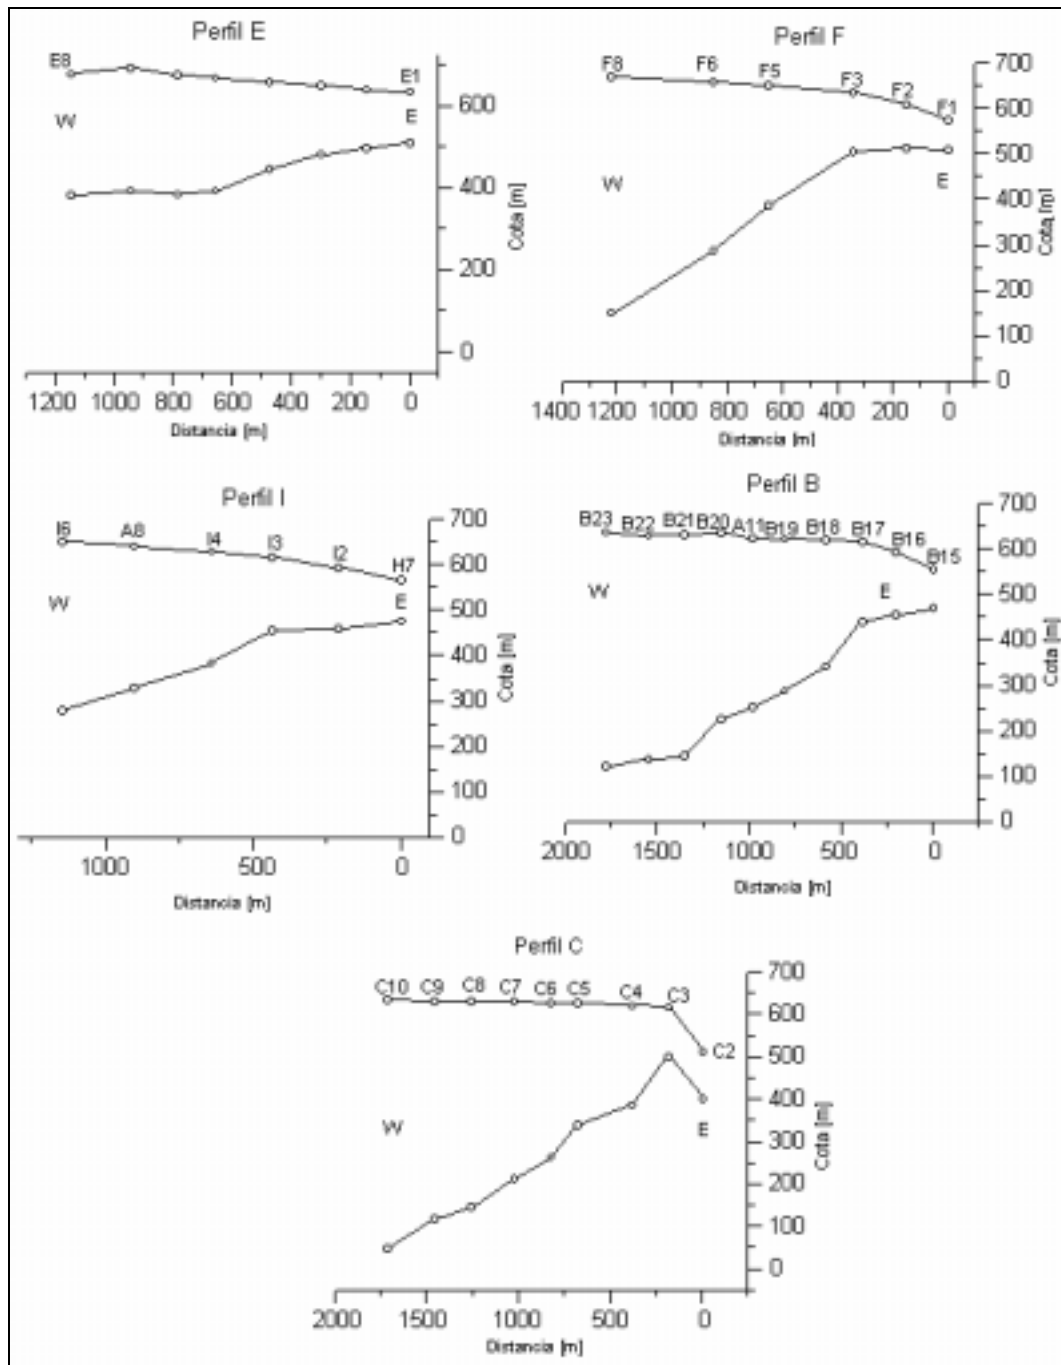 Perfil E
E8
E1
W
E
600
400
200
0
Cota [m]
1200 1000 800 600 400 200 0
Distancia [m]
Perfil F
F8 F6 F5 F3 F2 F1
W
E
700
600
500
400
300
200
100
0
Cota [m]
1400 1200 1000 800 600 400 200 0
Distancia [m]
Perfil I
I6 A8 I4 I3 I2 H7
W
E
700
600
500
400
300
200
100
0
Cota [m]
1000 500 0
Distancia [m]
Perfil B
B23 B22 B21 B20 A11 B19 B18 B17 B16 B15
W
E
700
600
500
400
300
200
100
0
Cota [m]
2000 1500 1000 500 0
Distancia [m]
Perfil C
C10 C9 C8 C7 C6 C5 C4 C3
C2
W
E
700
600
500
400
300
200
100
0
Cota [m]
2000 1500 1000 500 0
Distancia [m]